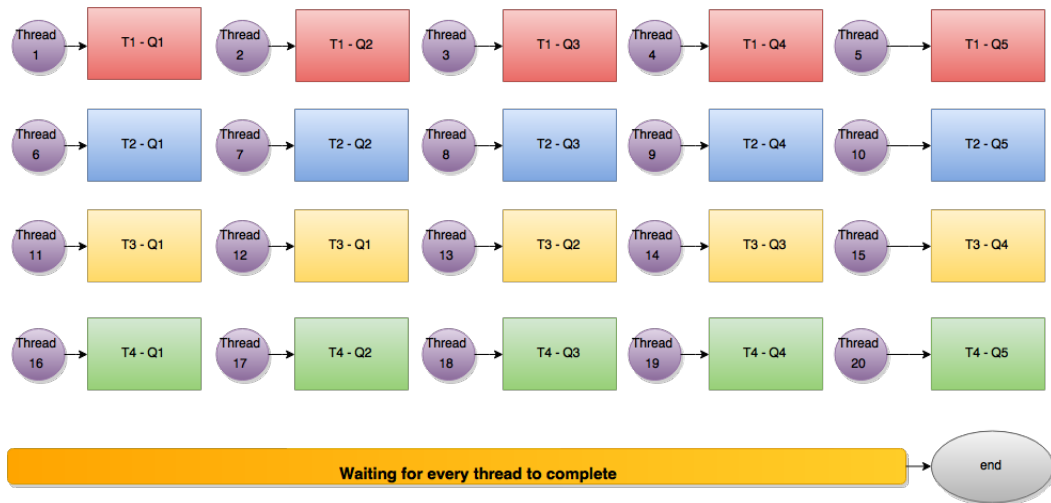 Thread 1
T1 - Q1
Thread 2
T1 - Q2
Thread 3
T1 - Q3
Thread 4
T1 - Q4
Thread 5
T1 - Q5
Thread 6
T2 - Q1
Thread 7
T2 - Q2
Thread 8
T2 - Q3
Thread 9
T2 - Q4
Thread 10
T2 - Q5
Thread 11
T3 - Q1
Thread 12
T3 - Q1
Thread 13
T3 - Q2
Thread 14
T3 - Q3
Thread 15
T3 - Q4
Thread 16
T4 - Q1
Thread 17
T4 - Q2
Thread 18
T4 - Q3
Thread 19
T4 - Q4
Thread 20
T4 - Q5
Waiting for every thread to complete
end